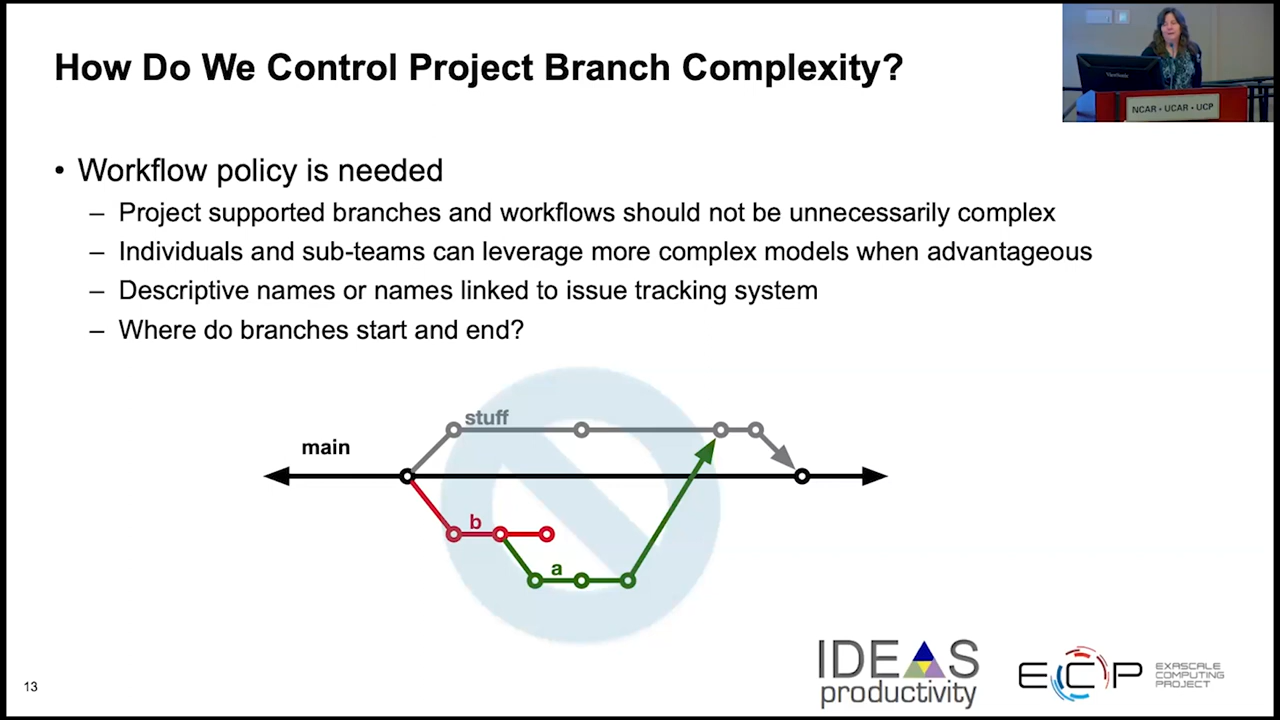 How Do We Control Project Branch Complexity?
NCAR • UCAR • UCP
• Workflow policy is needed
– Project supported branches and workflows should not be unnecessarily complex
– Individuals and sub-teams can leverage more complex models when advantageous
– Descriptive names or names linked to issue tracking system
– Where do branches start and end?
stuff
main
b
a
IDEAS
productivity
ECP
EXASCALE
COMPUTING
PROJECT
13